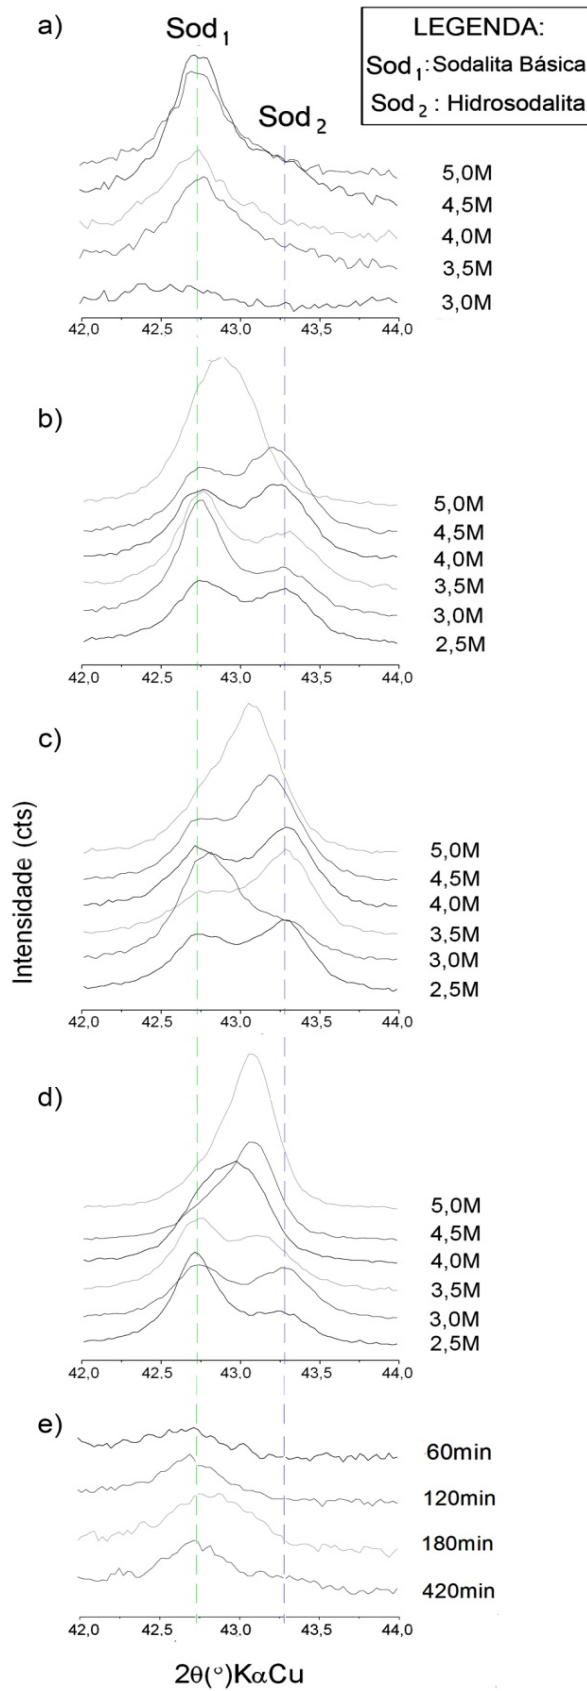 a)
Sod1
LEGENDA:
Sod1:Sodalita Básica
Sod2 : Hidrosodalita
Sod2
5,0M
4,5M
4,0M
3,5M
3,0M
42,0 42,5 43,0 43,5 44,0
b)
5,0M
4,5M
4,0M
3,5M
3,0M
2,5M
42,0 42,5 43,0 43,5 44,0
c)
Intensidade (cts)
5,0M
4,5M
4,0M
3,5M
3,0M
2,5M
42,0 42,5 43,0 43,5 44,0
d)
5,0M
4,5M
4,0M
3,5M
3,0M
2,5M
42,0 42,5 43,0 43,5 44,0
e)
60min
120min
180min
420min
42,0 42,5 43,0 43,5 44,0
2θ(°)KαCu